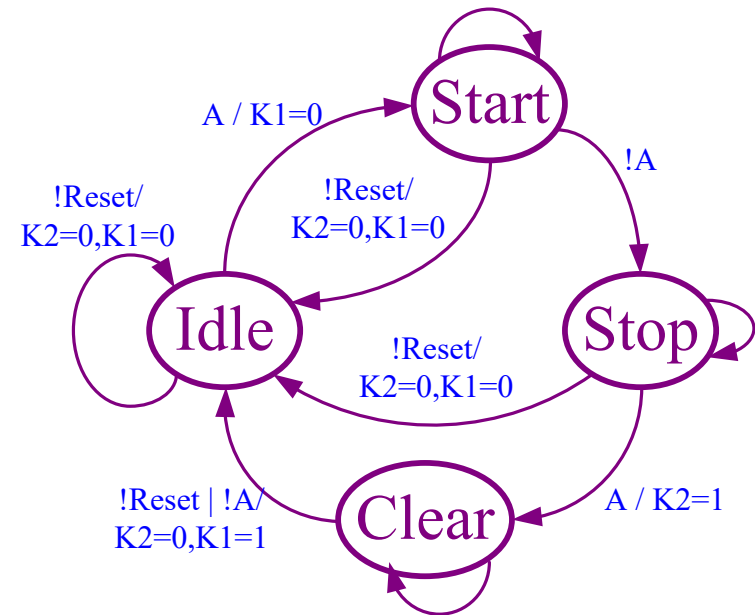 Start
A / K1=0
!A
!Reset/
K2=0,K1=0
!Reset/
K2=0,K1=0
Idle
Stop
!Reset/
K2=0,K1=0
!Reset | !A/
K2=0,K1=1
Clear
A / K2=1